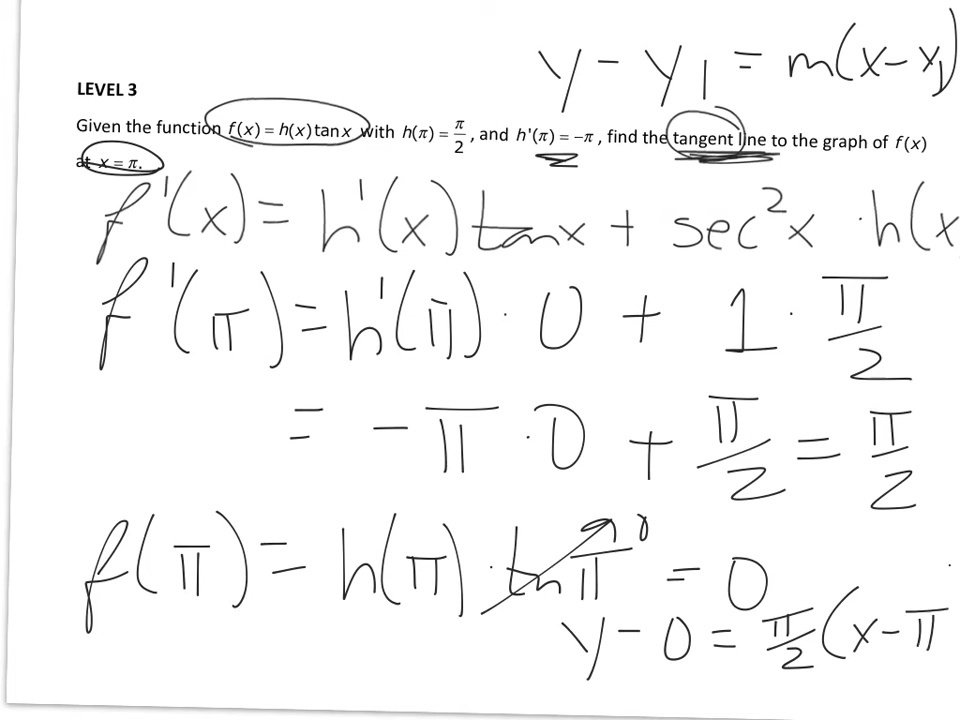 y - y₁ = m(x - x₁)
LEVEL 3
Given the function f(x) = h(x) tan x with h(π) = π/2, and h'(π) = -π, find the tangent line to the graph of f(x)
at x = π.
f'(x) = h'(x) tan x + sec²x · h(x
f'(π) = h'(π) · 0 + 1 · π/2
= -π · 0 + π/2 = π/2
f(π) = h(π) · tan π 0 = 0
y - 0 = π/2 (x - π